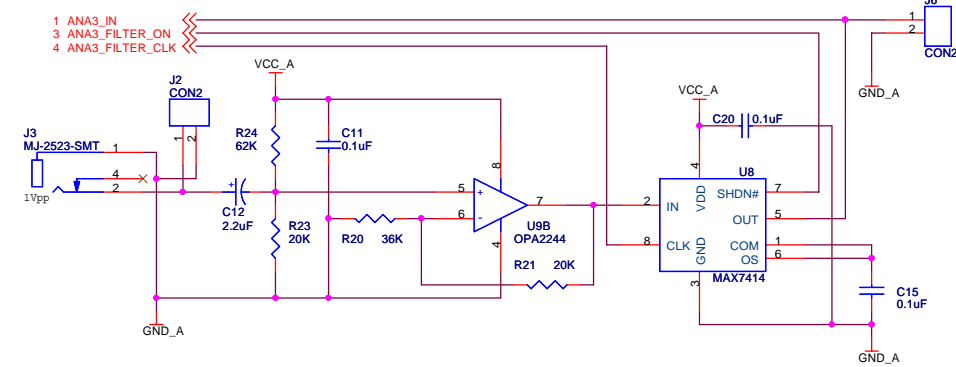 J6
1 ANA3_IN
3 ANA3_FILTER_ON
4 ANA3_FILTER_CLK
1
2
CON2
GND_A
VCC_A
J2
CON2
1
2
R24
62K
C11
0.1uF
J3
MJ-2523-SMT
1
4
2
1Vpp
+
C12
2.2uF
R23
20K
R20 36K
5
6
+
-
8
4
7
U9B
OPA2244
R21 20K
GND_A
VCC_A
C20 0.1uF
4
U8
2
IN
VDD
SHDN#
7
OUT
5
8
CLK
GND
COM
1
OS
6
3
MAX7414
C15
0.1uF
GND_A